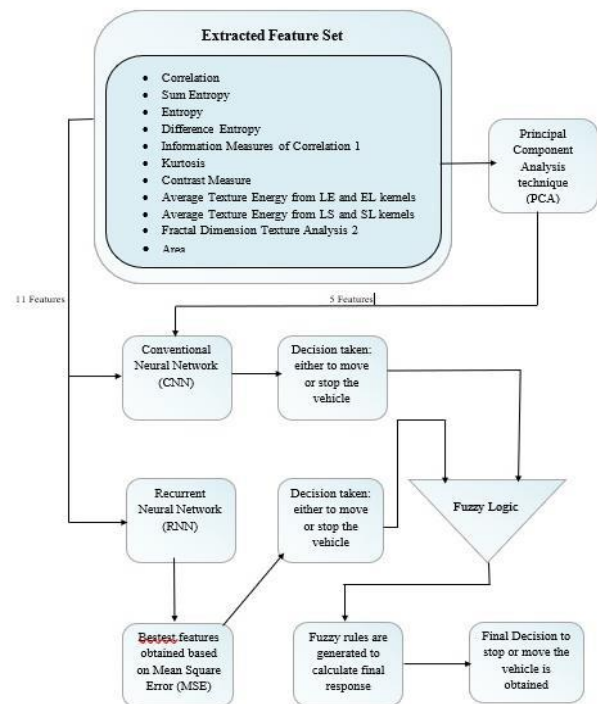 Extracted Feature Set
Correlation
Sum Entropy
Entropy
Difference Entropy
Information Measures of Correlation 1
Kurtosis
Contrast Measure
Average Texture Energy from LE and EL kernels
Average Texture Energy from LS and SL kernels
Fractal Dimension Texture Analysis 2
Area
Principal
Component
Analysis
technique
(PCA)
11 Features
5 Features
Conventional
Neural Network
(CNN)
Decision taken:
either to move
or stop the
vehicle
Recurrent
Neural Network
(RNN)
Decision taken:
either to move
or stop the
vehicle
Fuzzy Logic
Bestest features
obtained based
on Mean Square
Error (MSE)
Fuzzy rules are
generated to
calculate final
response
Final Decision to
stop or move the
vehicle is
obtained